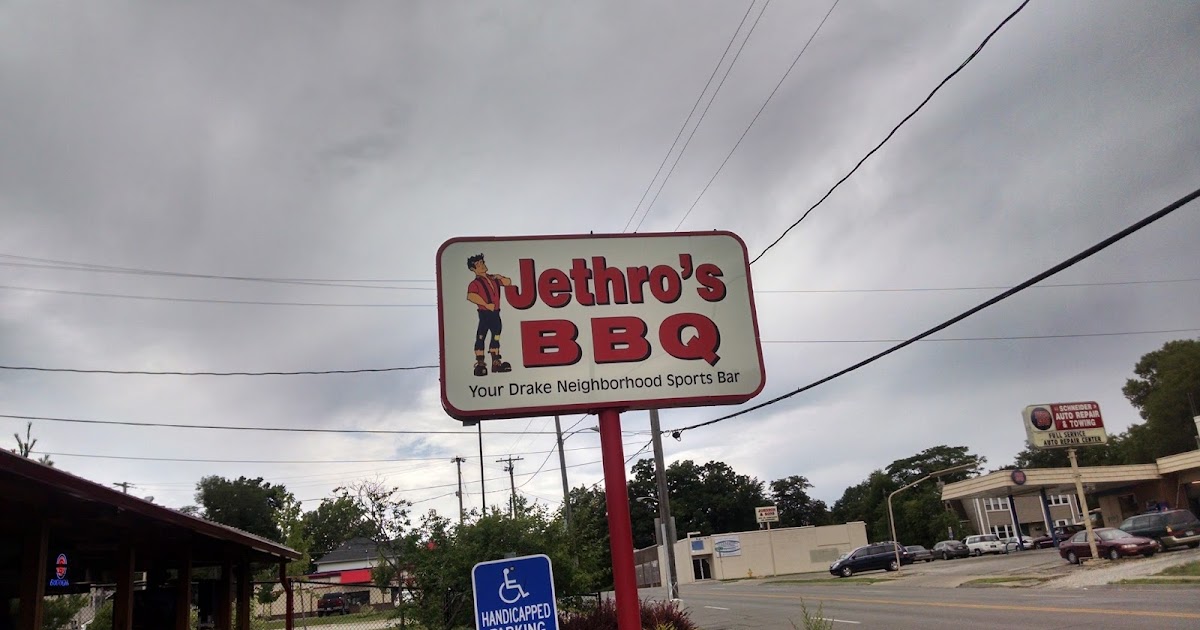 Jethro's
BBQ
Your Drake Neighborhood Sports Bar
SCHNEIDER
AUTO REPAIR
& TOWING
FULL SERVICE
AUTO REPAIR CENTER
HANDICAPPED
PARKING